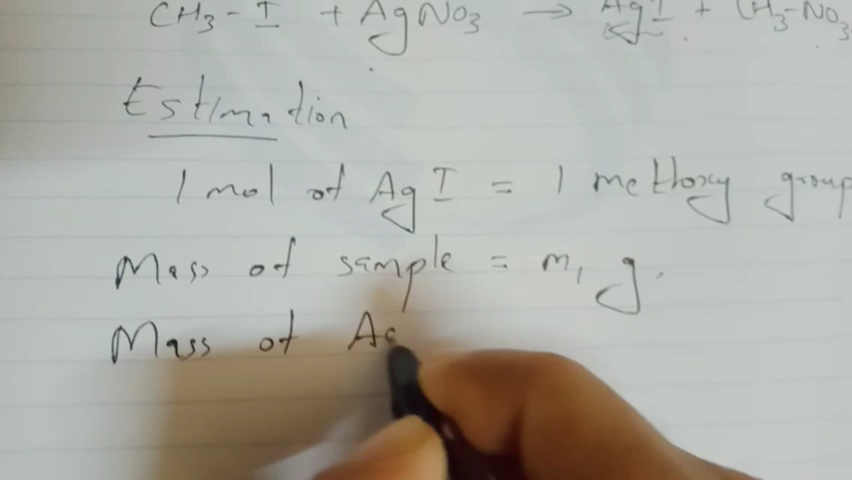 CH3 - I + AgNO3 → AgI + CH3-NO3
Estimation
1 mol of AgI = 1 methoxy group
Mass of sample = m1 g.
Mass of Ag